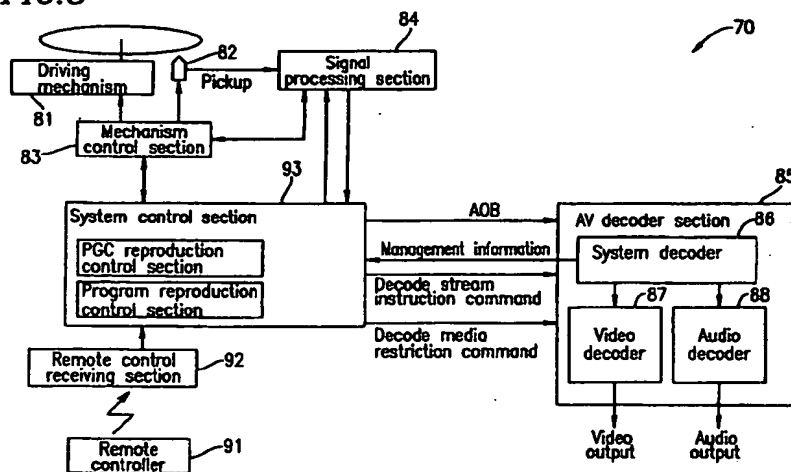 84
70
82
Driving
mechanism
Pickup
Signal
processing section
81
Mechanism
control section
83
93
85
System control section
AOB
AV decoder section
86
PGC reproduction
control section
Management information
System decoder
Program reproduction
control section
Decode stream
instruction command
87
88
Decode media
restriction command
Video
decoder
Audio
decoder
Remote control
receiving section
92
Video
output
Audio
output
Remote
controller
91